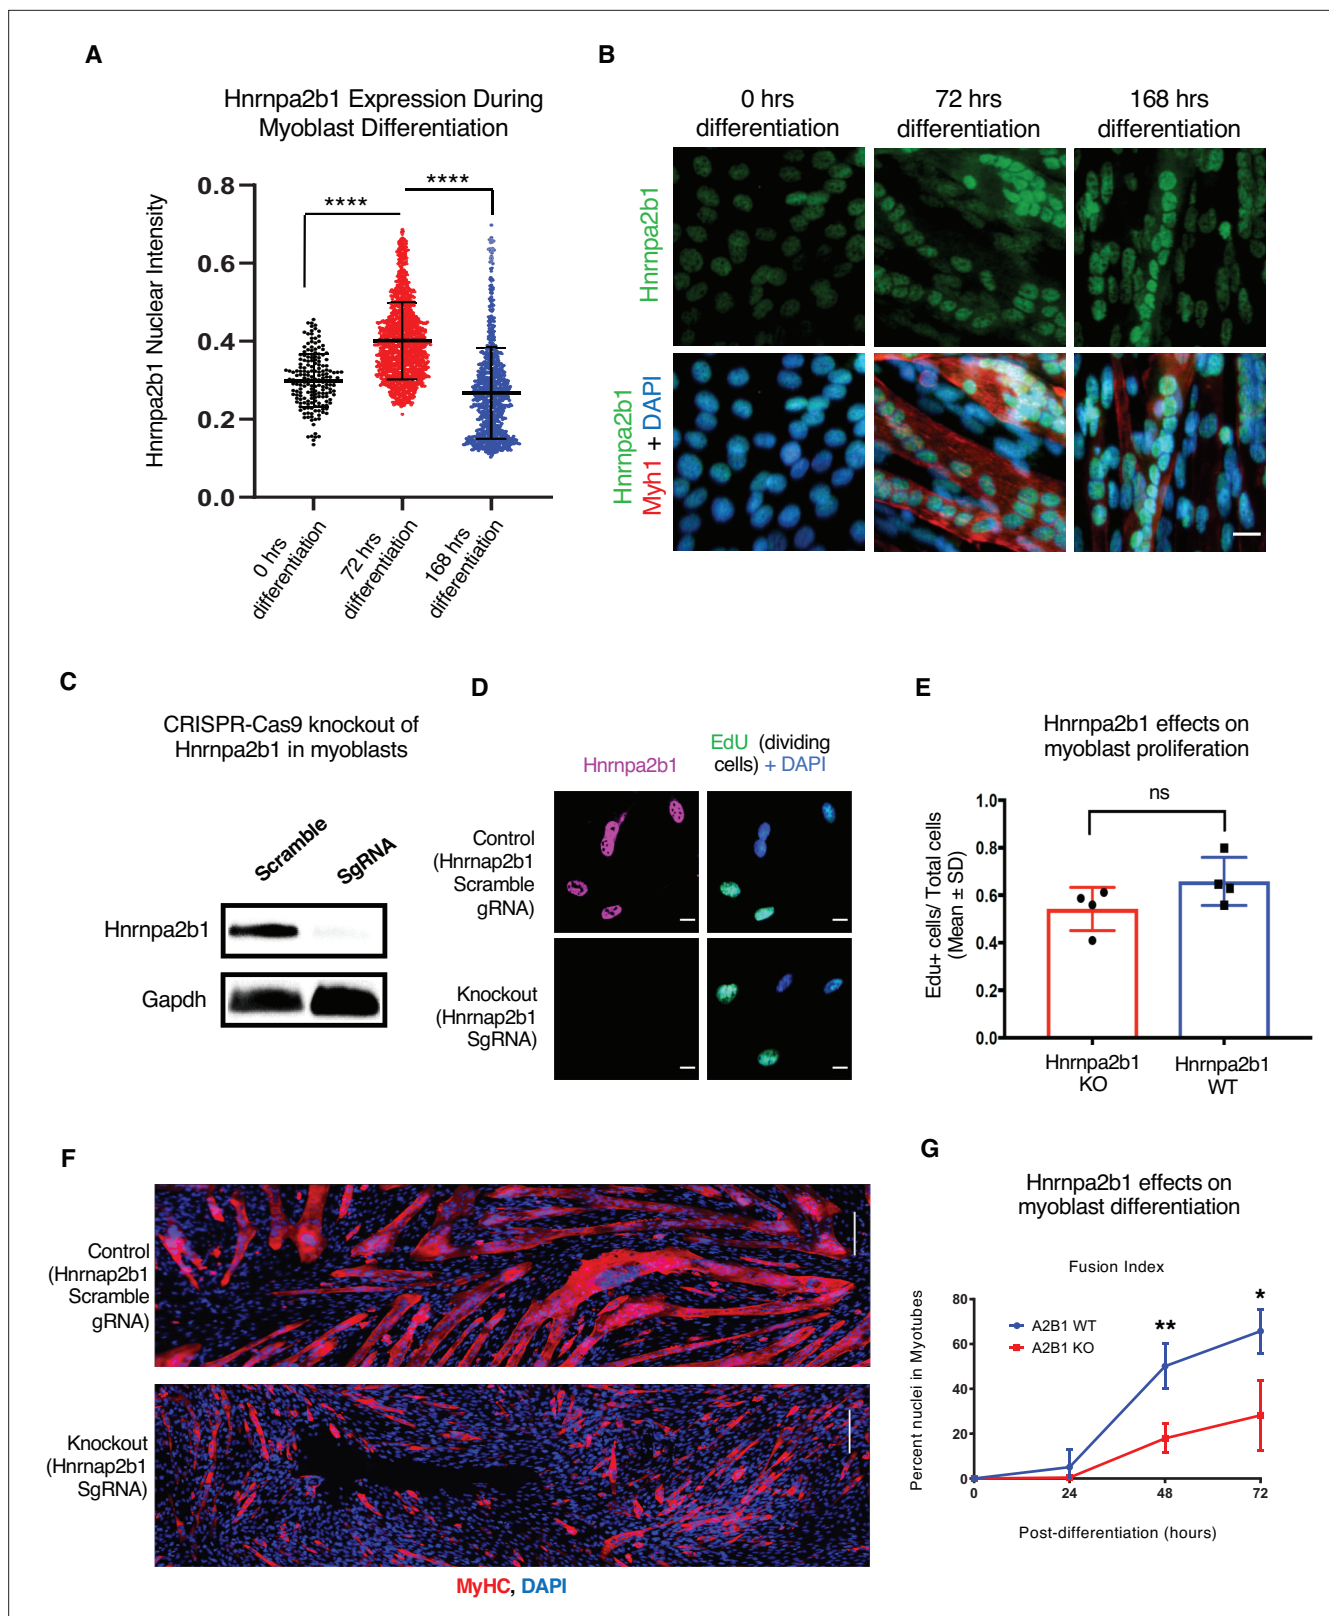 A
Hnrnpa2b1 Expression During
Myoblast Differentiation
Hnrnpa2b1 Nuclear Intensity
0.8
0.6
0.4
0.2
0.0
****
****
0 hrs
differentiation
72 hrs
differentiation
168 hrs
differentiation
B
0 hrs
differentiation
72 hrs
differentiation
168 hrs
differentiation
Hnrnpa2b1
Hnrnpa2b1
Myh1 + DAPI
C
CRISPR-Cas9 knockout of
Hnrnpa2b1 in myoblasts
Scramble
SgRNA
Hnrnpa2b1
Gapdh
D
Hnrnpa2b1
EdU (dividing
cells) + DAPI
Control
(Hnrnap2b1
Scramble
gRNA)
Knockout
(Hnrnap2b1
SgRNA)
E
Hnrnpa2b1 effects on
myoblast proliferation
Edu+ cells/ Total cells
(Mean ± SD)
1.0
0.8
0.6
0.4
0.2
0.0
ns
Hnrnpa2b1
KO
Hnrnpa2b1
WT
F
Control
(Hnrnap2b1
Scramble
gRNA)
Knockout
(Hnrnap2b1
SgRNA)
MyHC, DAPI
G
Hnrnpa2b1 effects on
myoblast differentiation
Fusion Index
Percent nuclei in Myotubes
80
60
40
20
0
A2B1 WT
A2B1 KO
**
*
0
24
48
72
Post-differentiation (hours)